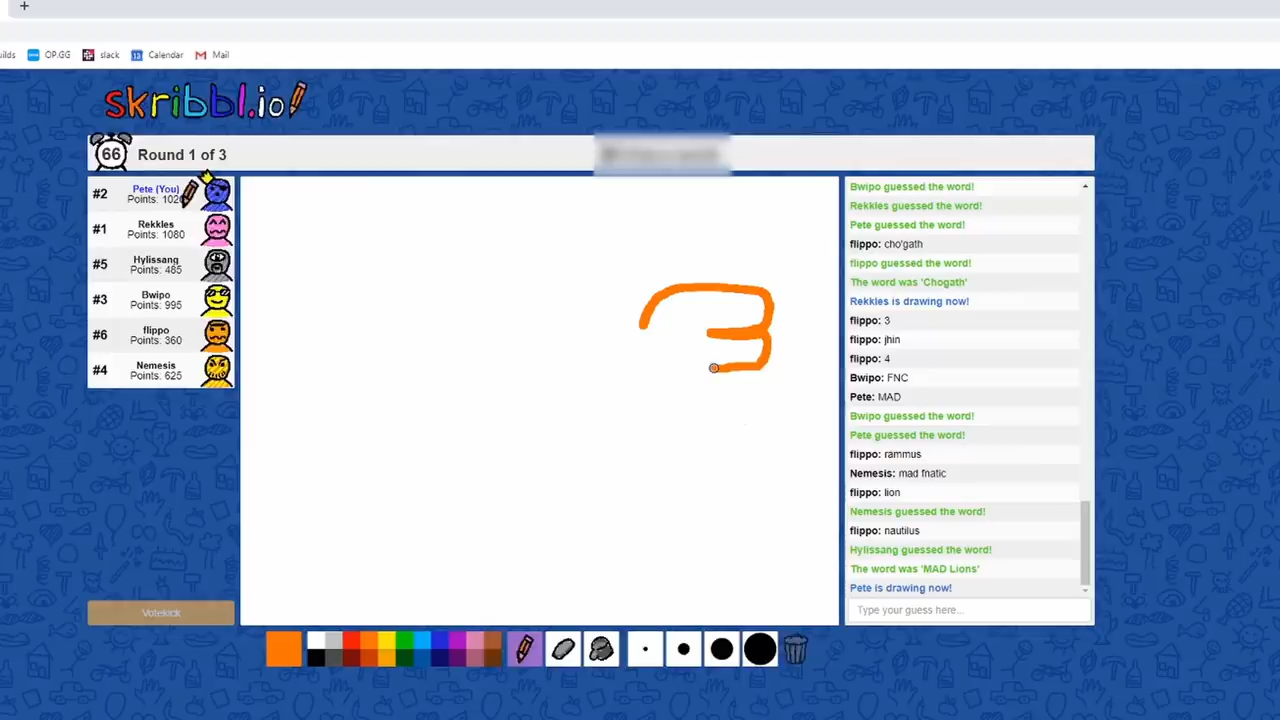 uilds OP.GG slack Calendar Mail
skribbl.io
66 Round 1 of 3
#2 Pete (You)
Points: 1020
#1 Rekkles
Points: 1080
#5 Hylissang
Points: 485
#3 Bwipo
Points: 995
#6 flippo
Points: 360
#4 Nemesis
Points: 625
Votekick
Bwipo guessed the word!
Rekkles guessed the word!
Pete guessed the word!
flippo: cho'gath
flippo guessed the word!
The word was 'Chogath'
Rekkles is drawing now!
flippo: 3
flippo: jhin
flippo: 4
Bwipo: FNC
Pete: MAD
Bwipo guessed the word!
Pete guessed the word!
flippo: rammus
Nemesis: mad fnatic
flippo: lion
Nemesis guessed the word!
flippo: nautilus
Hylissang guessed the word!
The word was 'MAD Lions'
Pete is drawing now!
Type your guess here...